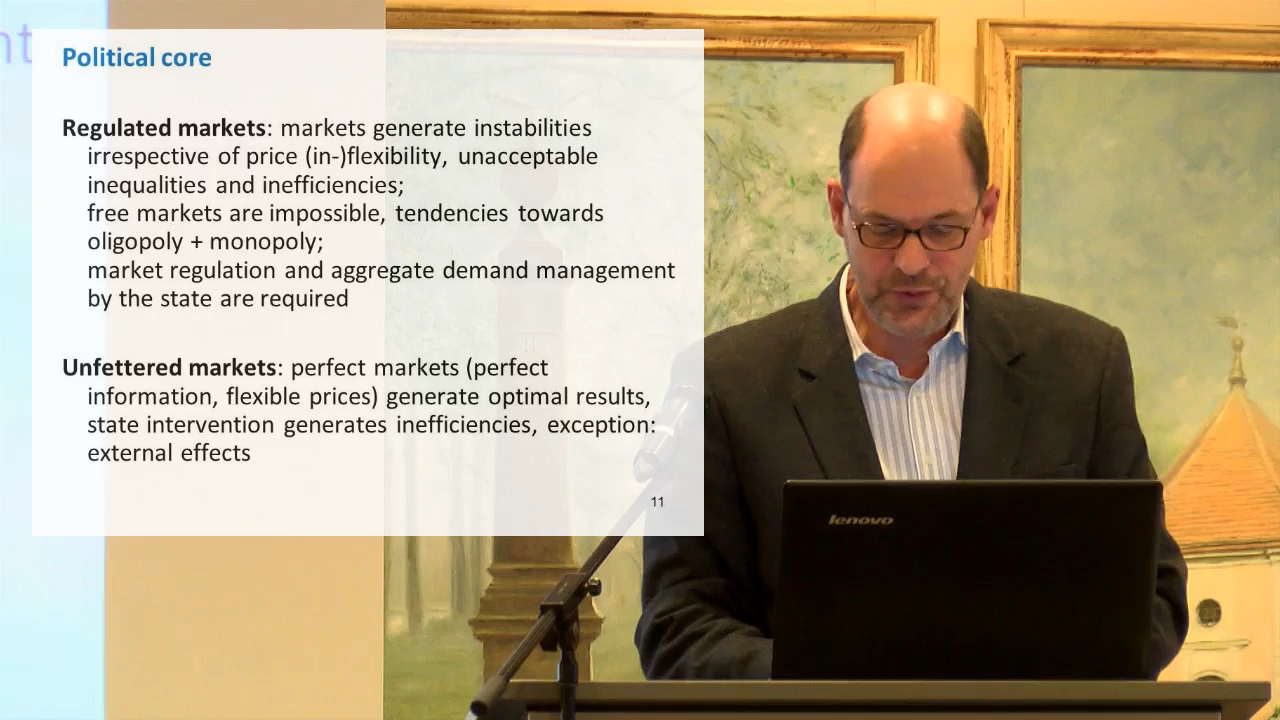 nt
Political core
Regulated markets: markets generate instabilities
irrespective of price (in-)flexibility, unacceptable
inequalities and inefficiencies;
free markets are impossible, tendencies towards
oligopoly + monopoly;
market regulation and aggregate demand management
by the state are required
Unfettered markets: perfect markets (perfect
information, flexible prices) generate optimal results,
state intervention generates inefficiencies, exception:
external effects
11
lenovo